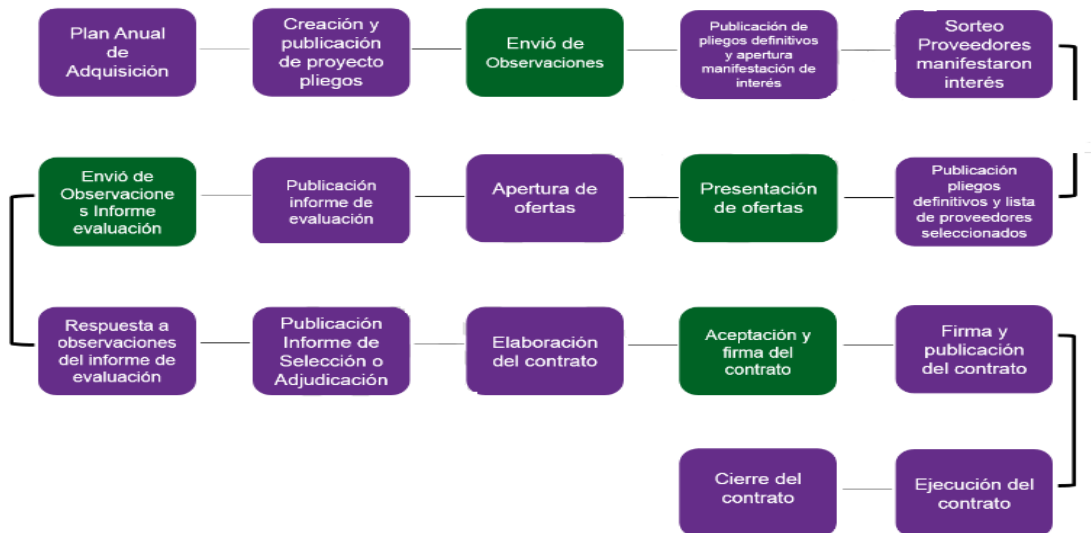 Plan Anual
de
Adquisición
Creación y
publicación
de proyecto
pliegos
Envió de
Observaciones
Publicación de
pliegos definitivos
y apertura
manifestación de
interés
Sorteo
Proveedores
manifestaron
interés
Envió de
Observacione
s Informe
evaluación
Publicación
informe de
evaluación
Apertura de
ofertas
Presentación
de ofertas
Publicación
pliegos
definitivos y lista
de proveedores
seleccionados
Respuesta a
observaciones
del informe de
evaluación
Publicación
Informe de
Selección o
Adjudicación
Elaboración
del contrato
Aceptación y
firma del
contrato
Firma y
publicación
del contrato
Cierre del
contrato
Ejecución del
contrato